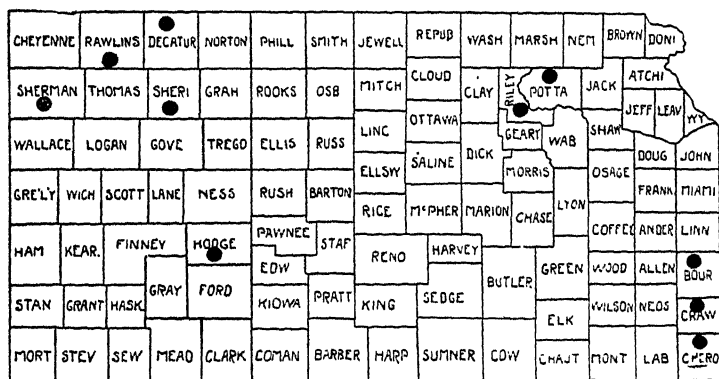 CHEYENNE RAWLINS DECATUR NORTON PHILL SMITH JEWELL REPUB WASH MARSH NEM BROWN DONI
SHERMAN THOMAS SHERI GRAH ROOKS OSB MITCH CLOUD CLAY RILEY POTTA JACK ATCHI
JEFF LEAV WY
OTTAWA
WALLACE LOGAN GOVE TREGO ELLIS RUSS LINC SALINE DICK GEARY WAB SHAW DOUG JOHN
ELLSW MORRIS OSAGE
GRE'L'Y WICH SCOTT LANE NESS RUSH BARTON RICE McPHER MARION CHASE LYON FRANK MIAMI
HAM KEAR. FINNEY HODGE PAWNEE STAF RENO HARVEY COFFEE ANDER LINN
EDW BUTLER GREEN WOOD ALLEN BOUR
STAN GRANT HASK GRAY FORD KIOWA PRATT KING SEDGE WILSON NEOS CRAW
ELK
MORT STEV SEW MEAD CLARK COMAN BARBER HARP SUMNER COW CHAUT MONT LAB CHERO